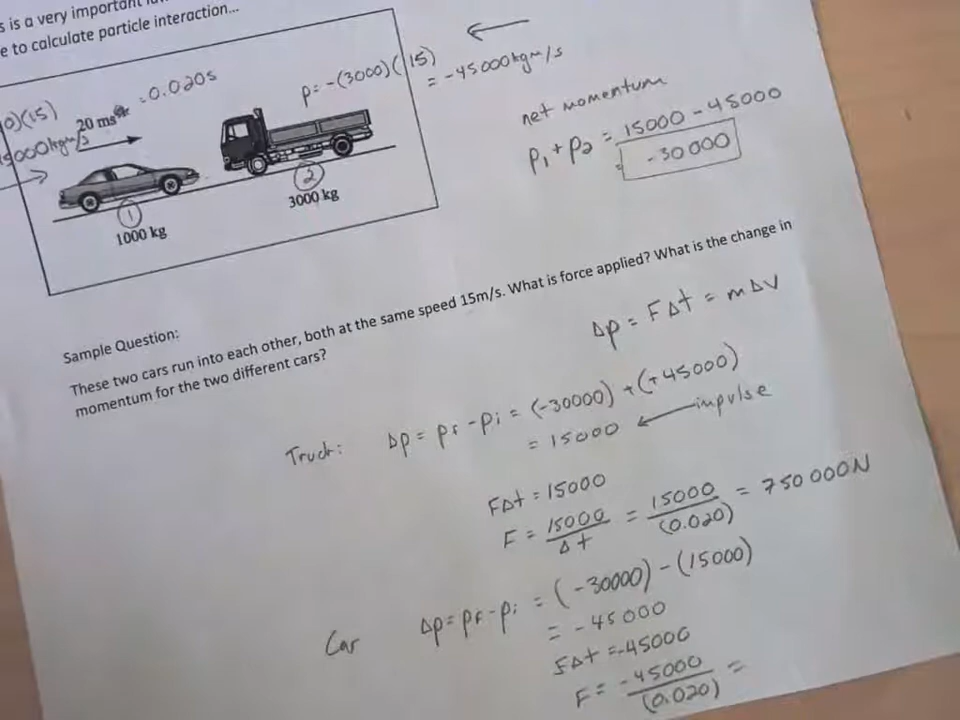 s is a very important
e to calculate particle interaction...
0)(15)
15000kgm/s
20 ms = 0.020s
p = -(3000)(15)
= -45000kgm/s
1
1000 kg
2
3000 kg
net momentum
p₁ + p₂ = 15000 - 45000
= -30000
Sample Question:
These two cars run into each other, both at the same speed 15m/s. What is force applied? What is the change in
momentum for the two different cars?
Δp = FΔt = mΔV
Truck: Δp = pf - pi = (-30000) + (+45000)
= 15000 ← impulse
FΔt = 15000
F = 15000/Δt = 15000/(0.020) = 750 000N
Car Δp = pf - pi = (-30000) - (15000)
= -45000
FΔt = -45000
F = -45000/(0.020) =